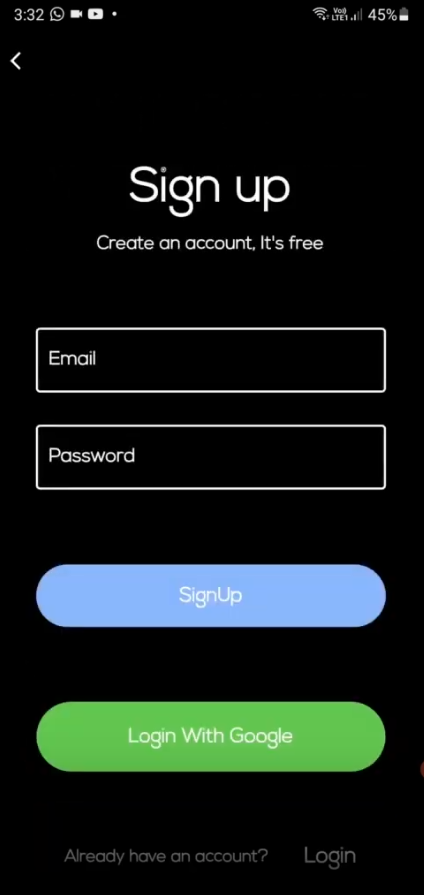 3:32 Vo) LTE1 45%
Sign up
Create an account, It's free
Email
Password
SignUp
Login With Google
Already have an account? Login